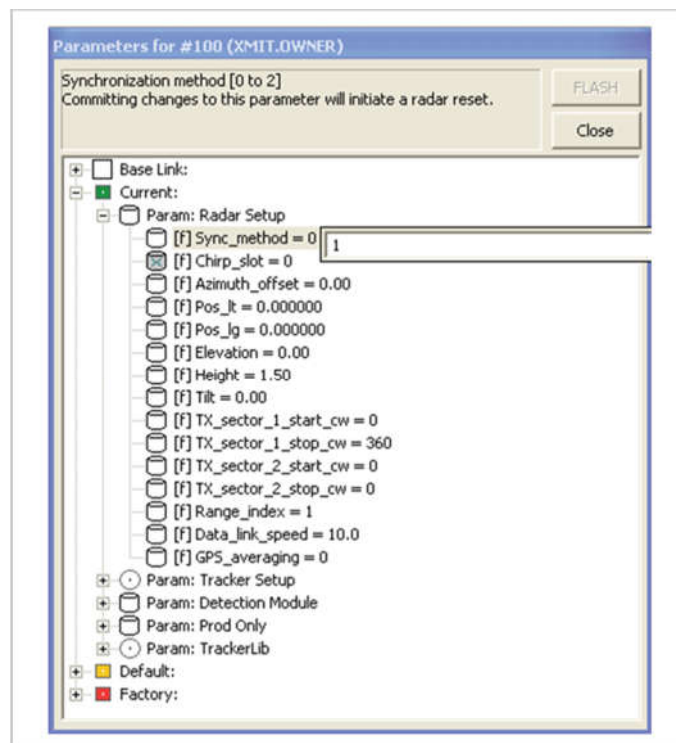 Parameters for #100 (XMIT.OWNER)
Synchronization method [0 to 2]
Committing changes to this parameter will initiate a radar reset.
FLASH
Close
Base Link:
Current:
Param: Radar Setup
[f] Sync_method = 0
1
[f] Chirp_slot = 0
[f] Azimuth_offset = 0.00
[f] Pos_lt = 0.000000
[f] Pos_lg = 0.000000
[f] Elevation = 0.00
[f] Height = 1.50
[f] Tilt = 0.00
[f] TX_sector_1_start_cw = 0
[f] TX_sector_1_stop_cw = 360
[f] TX_sector_2_start_cw = 0
[f] TX_sector_2_stop_cw = 0
[f] Range_index = 1
[f] Data_link_speed = 10.0
[f] GPS_averaging = 0
Param: Tracker Setup
Param: Detection Module
Param: Prod Only
Param: TrackerLib
Default:
Factory: